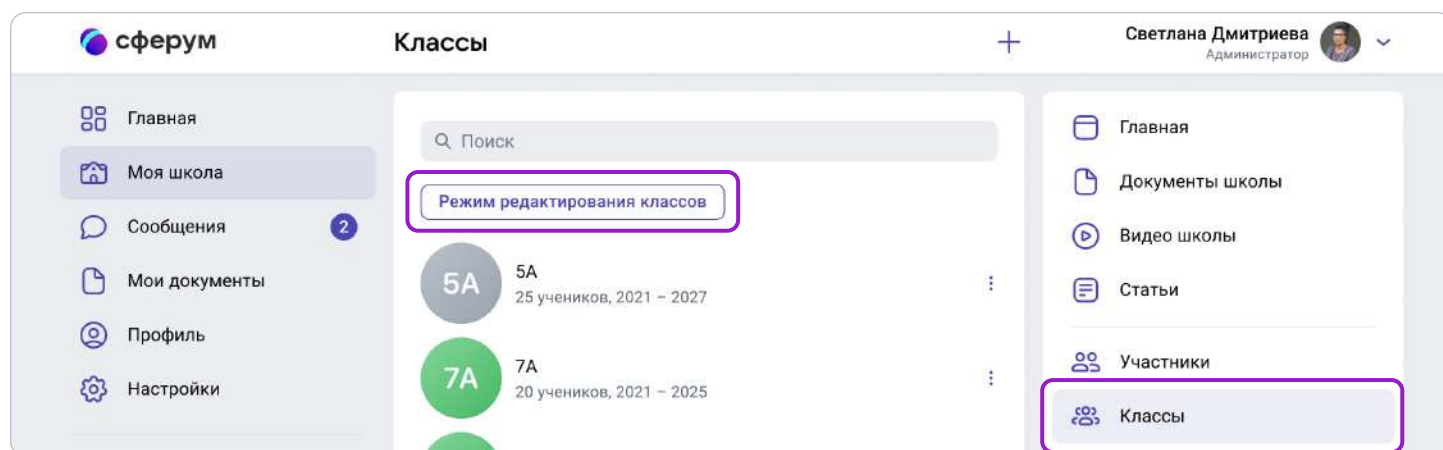 сферум
Классы
Светлана Дмитриева
Администратор
Главная
Моя школа
Сообщения
2
Мои документы
Профиль
Настройки
Поиск
Режим редактирования классов
5А
5А
25 учеников, 2021 – 2027
7А
7А
20 учеников, 2021 – 2025
Главная
Документы школы
Видео школы
Статьи
Участники
Классы